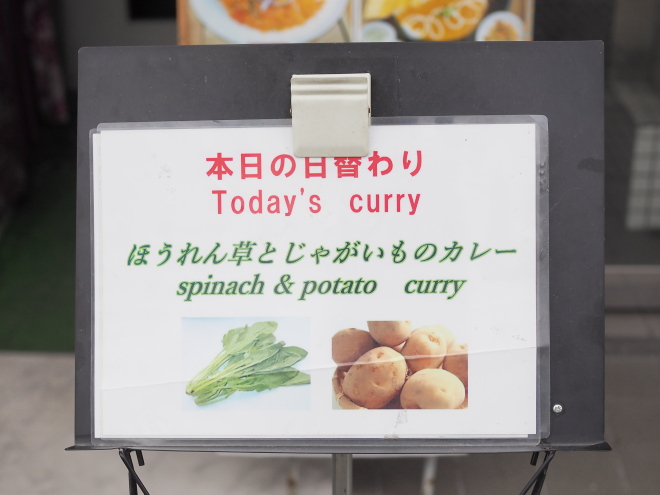 本日の日替わり
Today's curry
ほうれん草とじゃがいものカレー
spinach & potato curry